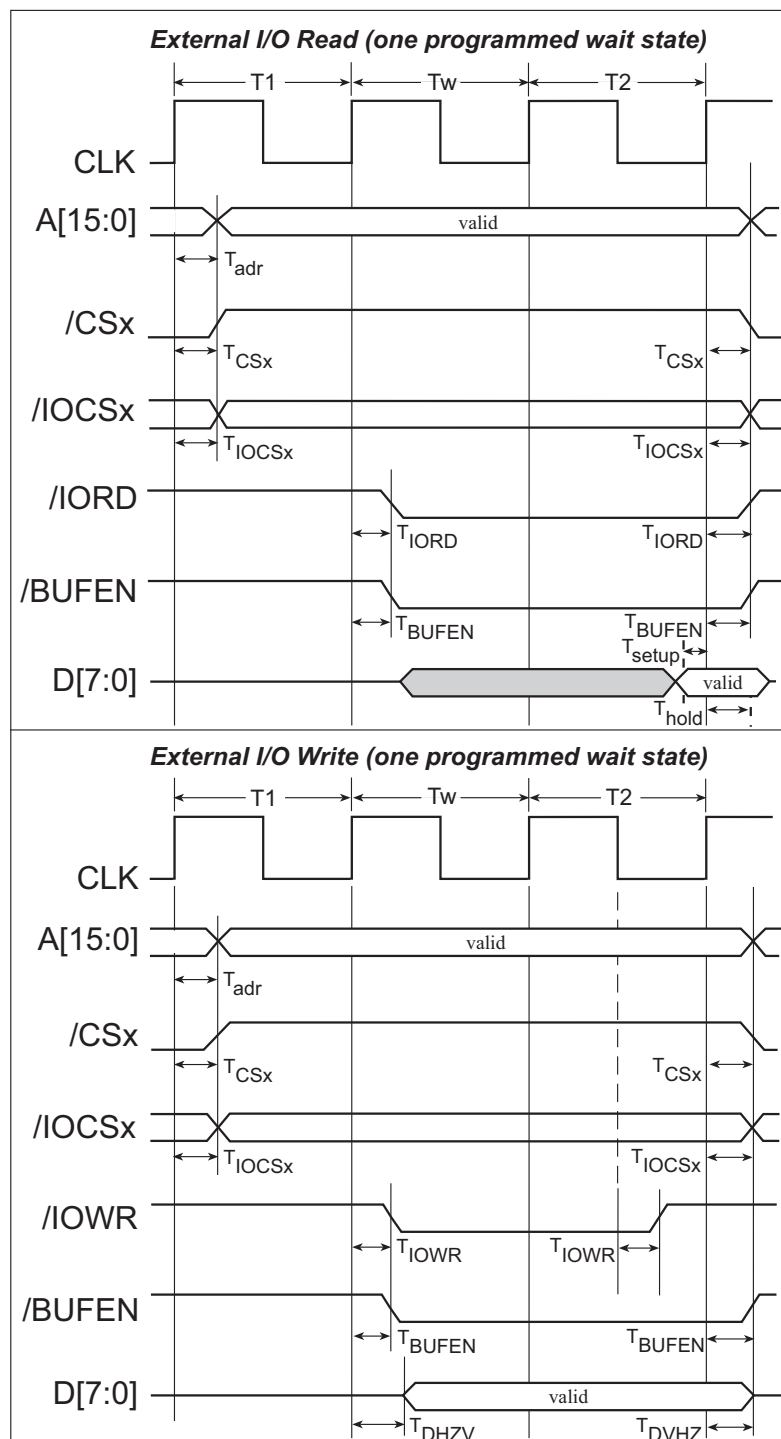 External I/O Read (one programmed wait state)
T1 Tw T2
CLK
A[15:0] valid
Tadr
/CSx
TCSx TCSx
/IOCSx
TIOCSx TIOCSx
/IORD
TIORD TIORD
/BUFEN
TBUFEN TBUFEN
Tsetup
D[7:0] valid
Thold
External I/O Write (one programmed wait state)
T1 Tw T2
CLK
A[15:0] valid
Tadr
/CSx
TCSx TCSx
/IOCSx
TIOCSx TIOCSx
/IOWR
TIOWR TIOWR
/BUFEN
TBUFEN TBUFEN
D[7:0] valid
TDHZV TDVHZ